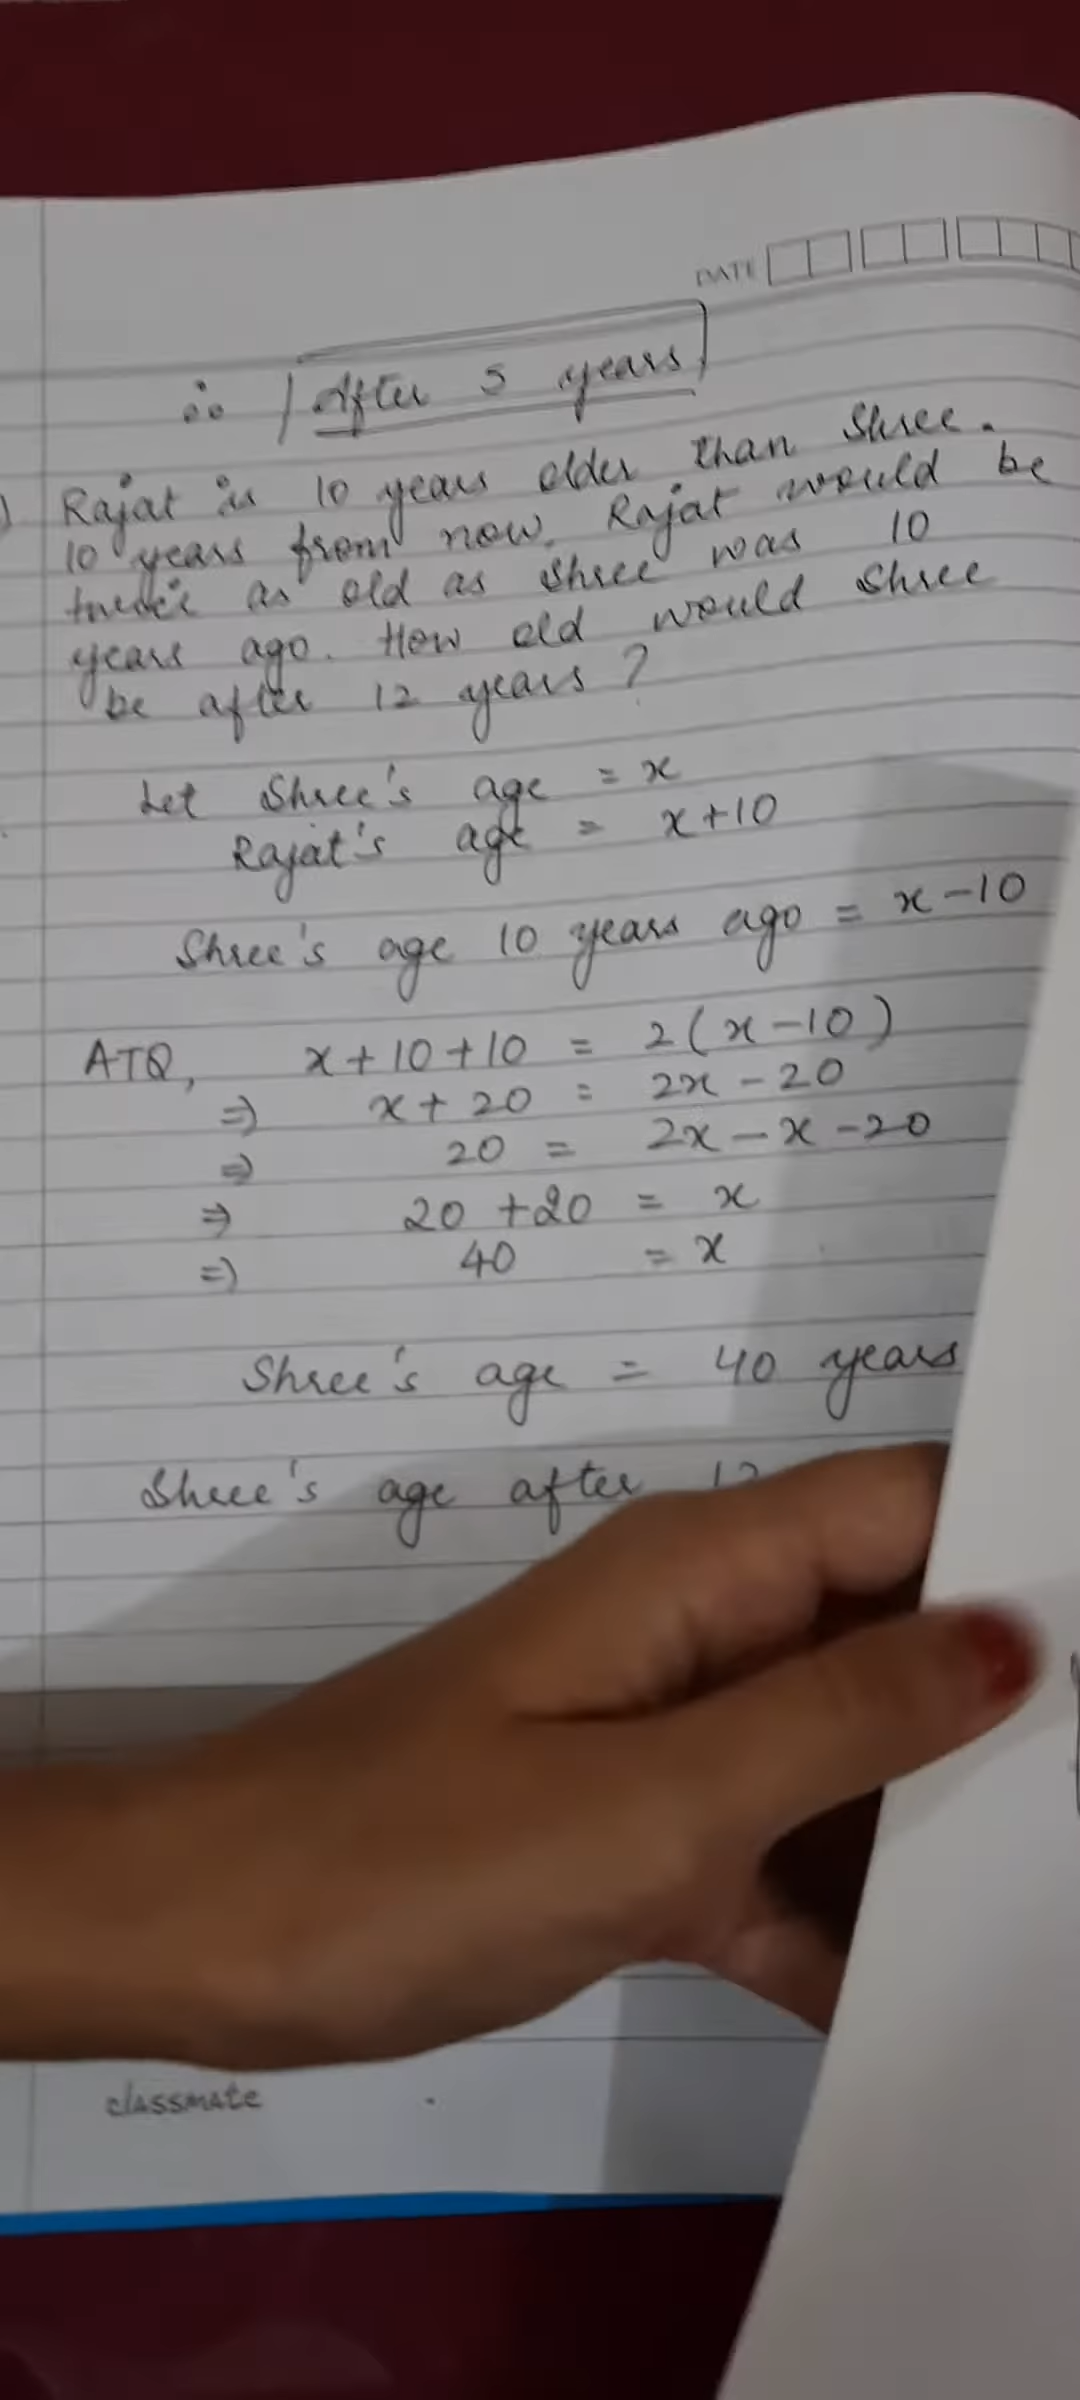 DATE
∴ After 5 years
) Rajat is 10 years older than Shree.
10 years from now, Rajat would be
twice as old as Shree was 10
years ago. How old would Shree
be after 12 years ?
Let Shree's age = x
Rajat's age = x+10
Shree's age 10 years ago = x-10
ATQ, x+10+10 = 2(x-10)
=> x+20 = 2x-20
=> 20 = 2x-x-20
=> 20+20 = x
=> 40 = x
Shree's age = 40 years
Shree's age after 12
classmate